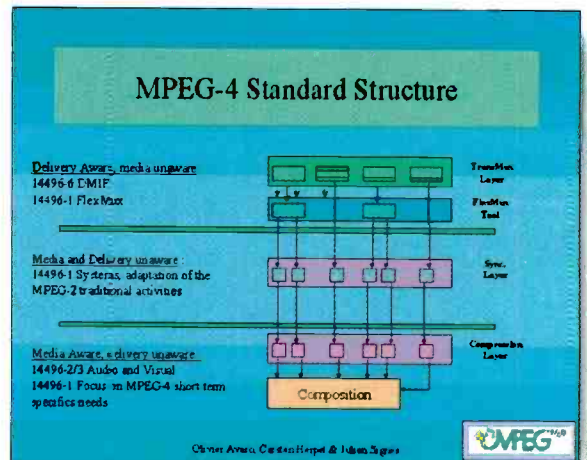 MPEG-4 Standard Structure
Delivery Aware, media unaware
14496-6 DMIF
14496-1 FlexMux
TransMux
Layer
FlexMux
Tool
Media and Delivery unaware :
14496-1 Systems, adaptation of the
MPEG-2 traditional activities
Sync.
Layer
Media Aware, delivery unaware
14496-2/3 Audio and Visual
14496-1 Focus on MPEG-4 short term
specifics needs
Compression
Layer
Composition
Olivier Avaro, Carsten Herpel & Julien Signes
MPEG